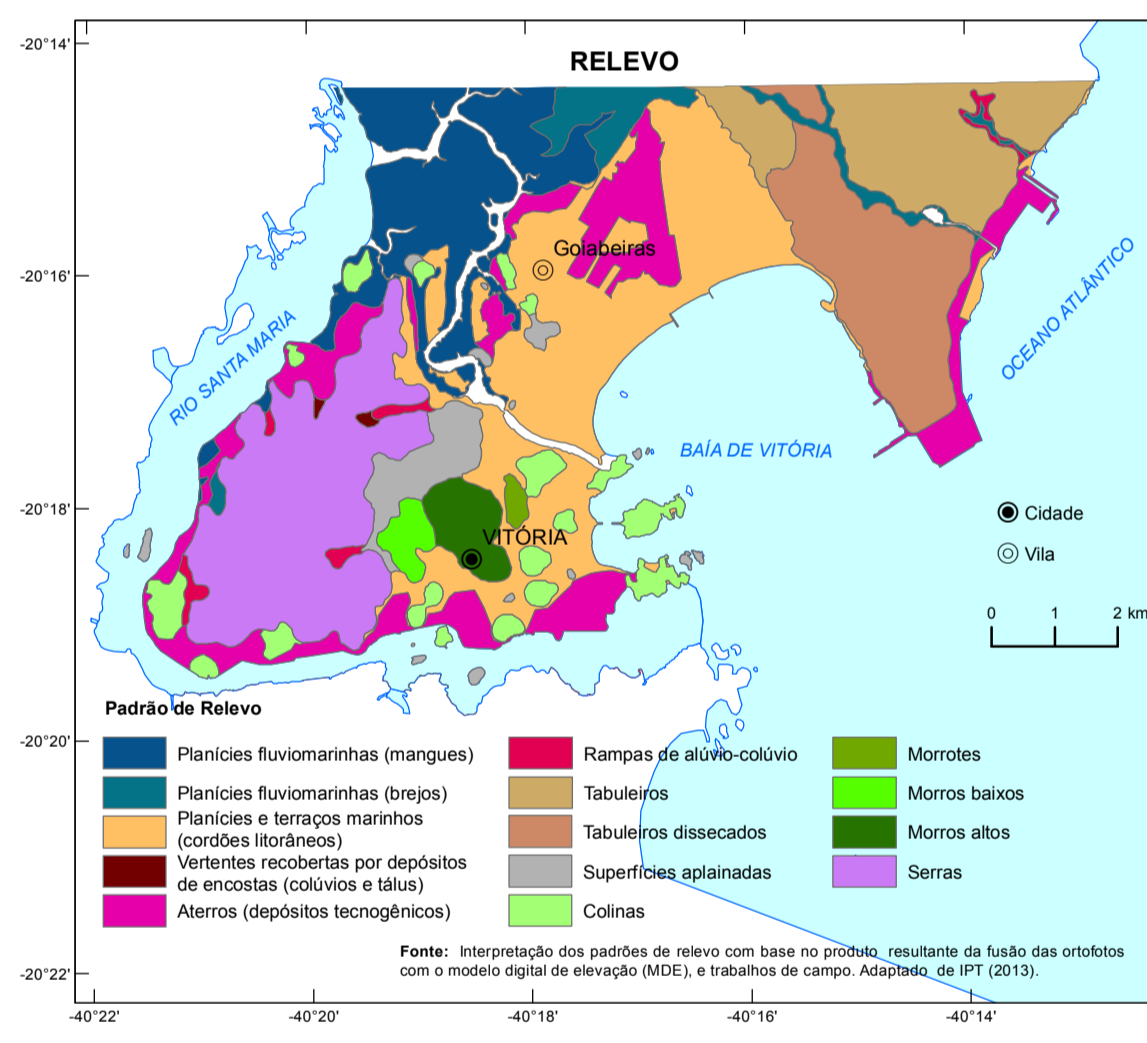 RELEVO
-20°14'
-20°16'
-20°18'
-20°20'
-20°22'
Goiabeiras
RIO SANTA MARIA
OCEANO ATLÂNTICO
BAÍA DE VITÓRIA
VITÓRIA
Cidade
Vila
0 1 2 km
Padrão de Relevo
Planícies fluviomarinhas (mangues)
Planícies fluviomarinhas (brejos)
Planícies e terraços marinhos
(cordões litorâneos)
Vertentes recobertas por depósitos
de encostas (colúvios e tálus)
Aterros (depósitos tecnogênicos)
Rampas de alúvio-colúvio
Tabuleiros
Tabuleiros dissecados
Superfícies aplainadas
Colinas
Morrotes
Morros baixos
Morros altos
Serras
Fonte: Interpretação dos padrões de relevo com base no produto resultante da fusão das ortofotos
com o modelo digital de elevação (MDE), e trabalhos de campo. Adaptado de IPT (2013).
-40°22' -40°20' -40°18' -40°16' -40°14'